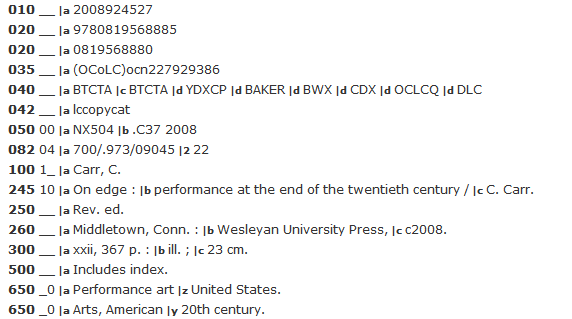 010 __ |a 2008924527
020 __ |a 9780819568885
020 __ |a 0819568880
035 __ |a (OCoLC)ocn227929386
040 __ |a BTCTA |c BTCTA |d YDXCP |d BAKER |d BWX |d CDX |d OCLCQ |d DLC
042 __ |a lccopycat
050 00 |a NX504 |b .C37 2008
082 04 |a 700/.973/09045 |2 22
100 1_ |a Carr, C.
245 10 |a On edge : |b performance at the end of the twentieth century / |c C. Carr.
250 __ |a Rev. ed.
260 __ |a Middletown, Conn. : |b Wesleyan University Press, |c c2008.
300 __ |a xxii, 367 p. : |b ill. ; |c 23 cm.
500 __ |a Includes index.
650 _0 |a Performance art |z United States.
650 _0 |a Arts, American |y 20th century.